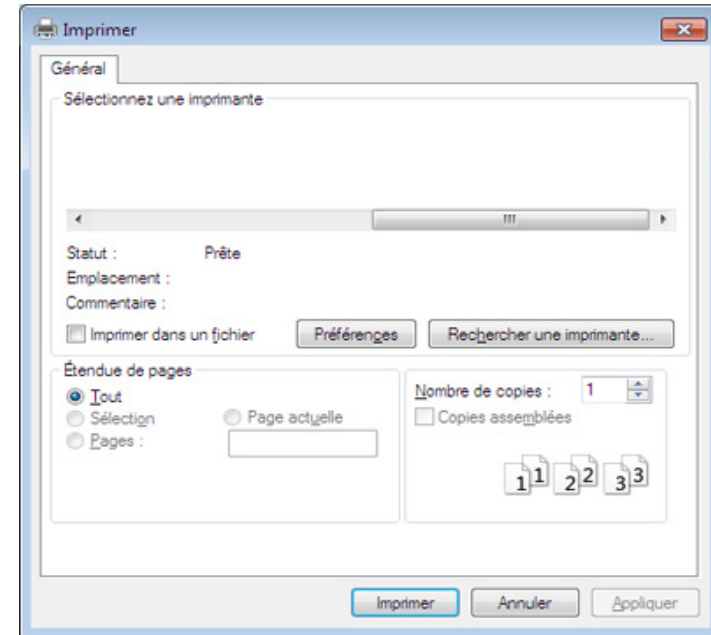 Imprimer
Général
Sélectionnez une imprimante
Statut : Prête
Emplacement :
Commentaire :
Imprimer dans un fichier Préférences Rechercher une imprimante...
Étendue de pages
Tout
Sélection Page actuelle
Pages :
Nombre de copies : 1
Copies assemblées
1 1 2 2 3 3
Imprimer Annuler Appliquer